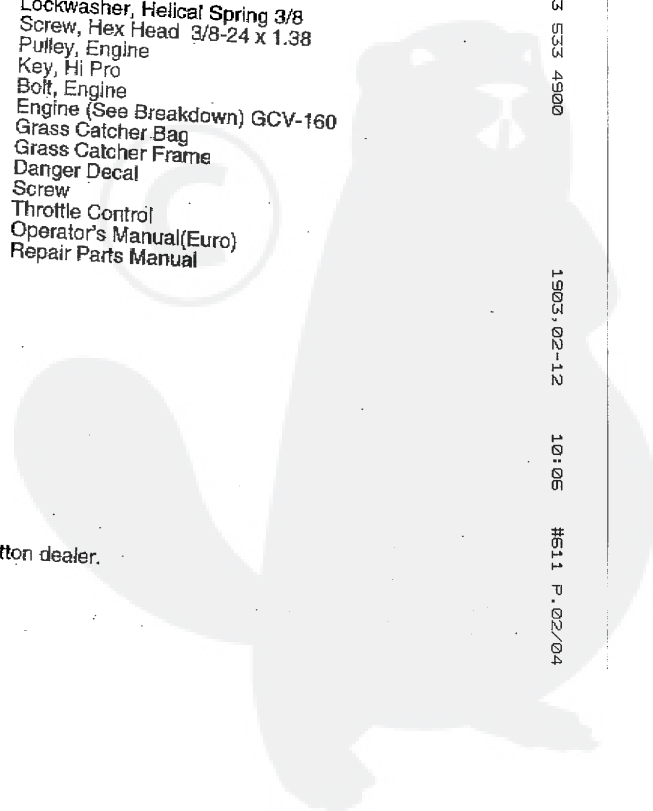 Lockwasher, Helical Spring 3/8
Screw, Hex Head 3/8-24 x 1.38
Pulley, Engine
Key, Hi Pro
Bolt, Engine
Engine (See Breakdown) GCV-160
Grass Catcher Bag
Grass Catcher Frame
Danger Decal
Screw
Throttle Control
Operator's Manual(Euro)
Repair Parts Manual
tton dealer.
3 533 4900 1903,02-12 10:06 #611 P.02/04
©